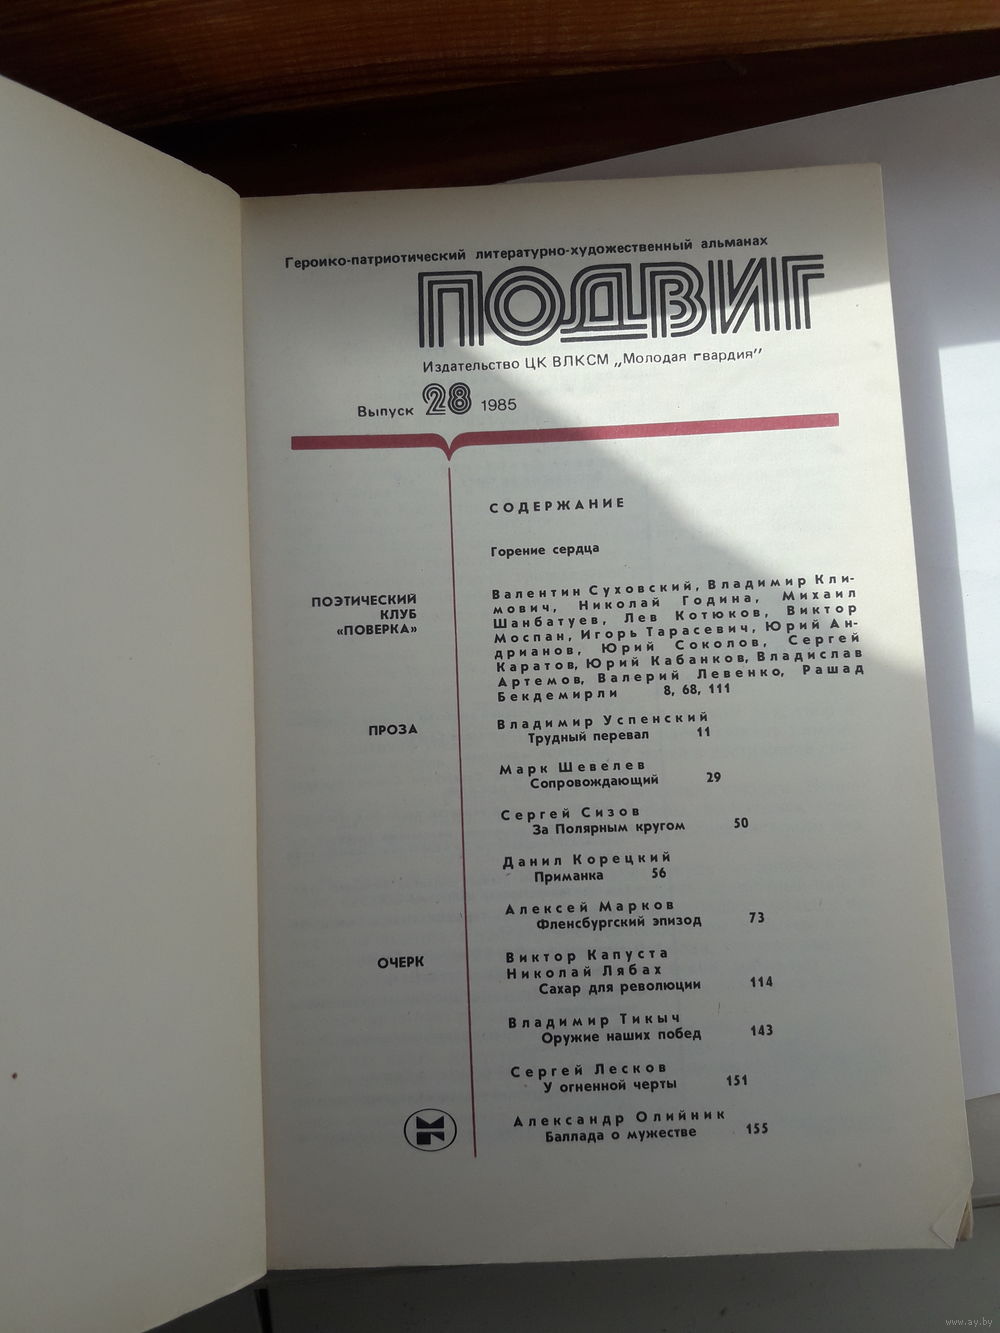 Героико-патриотический литературно-художественный альманах
ПОДВИГ
Издательство ЦК ВЛКСМ „Молодая гвардия”
Выпуск 28 1985
СОДЕРЖАНИЕ
Горение сердца
ПОЭТИЧЕСКИЙ
КЛУБ
«ПОВЕРКА»
Валентин Суховский, Владимир Кли-
мович, Николай Година, Михаил
Шанбатуев, Лев Котюков, Виктор
Моспан, Игорь Тарасевич, Юрий Ан-
дрианов, Юрий Соколов, Сергей
Каратов, Юрий Кабанков, Владислав
Артемов, Валерий Левенко, Рашад
Бекдемирли 8, 68, 111
ПРОЗА
Владимир Успенский
Трудный перевал 11
Марк Шевелев
Сопровождающий 29
Сергей Сизов
За Полярным кругом 50
Данил Корецкий
Приманка 56
Алексей Марков
Фленсбургский эпизод 73
ОЧЕРК
Виктор Капуста
Николай Лябах
Сахар для революции 114
Владимир Тикыч
Оружие наших побед 143
Сергей Лесков
У огненной черты 151
Александр Олийник
Баллада о мужестве 155
www.ay.by